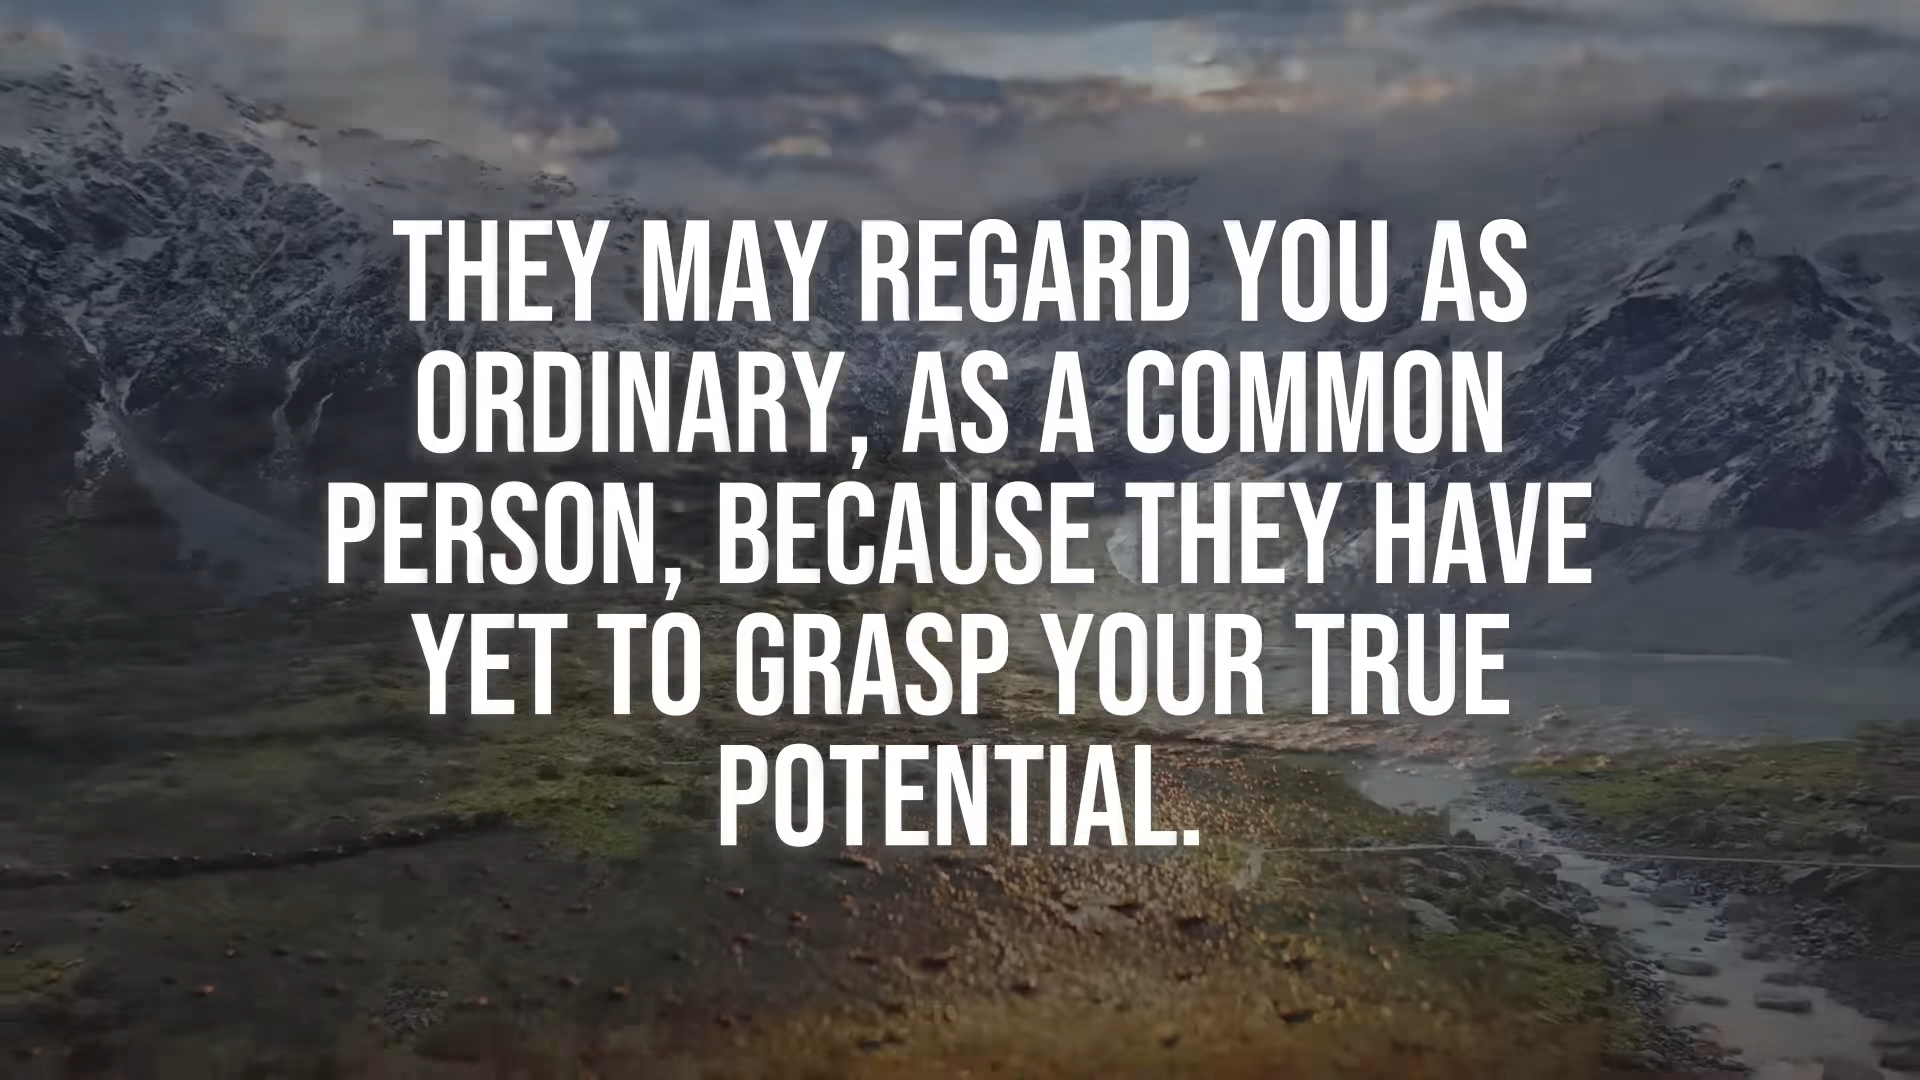 THEY MAY REGARD YOU AS
ORDINARY, AS A COMMON
PERSON, BECAUSE THEY HAVE
YET TO GRASP YOUR TRUE
POTENTIAL.